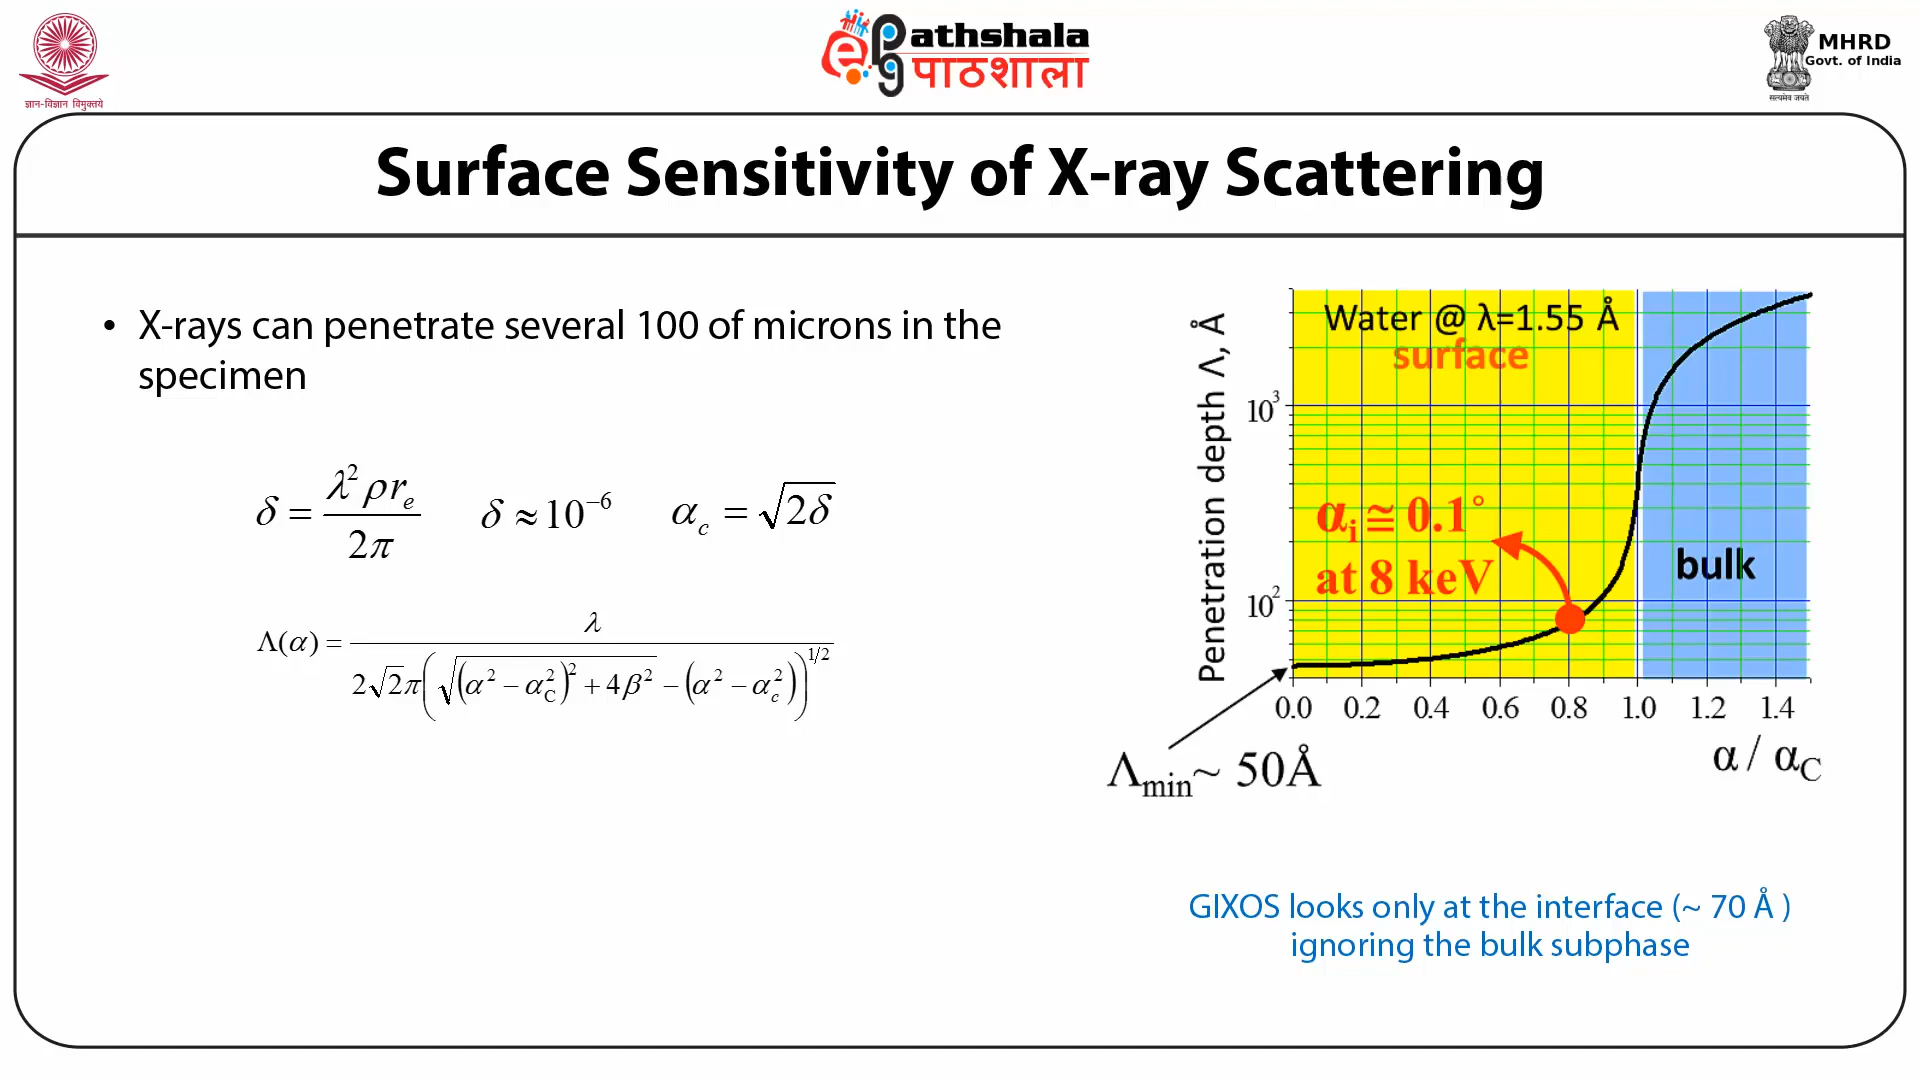 ज्ञान-विज्ञान विमुक्तये
ePathshala
पाठशाला
MHRD
Govt. of India
सत्यमेव जयते
Surface Sensitivity of X-ray Scattering
• X-rays can penetrate several 100 of microns in the
specimen
δ = λ²ρrₑ / 2π   δ ≈ 10⁻⁶   α_c = √(2δ)
Λ(α) = λ / 2√2π(√((α² − α_C²)² + 4β²) − (α² − α_c²))^1/2
Water @ λ=1.55 Å
surface
Penetration depth Λ, Å
10³
10²
αᵢ ≅ 0.1°
at 8 keV
bulk
0.0 0.2 0.4 0.6 0.8 1.0 1.2 1.4
α / α_C
Λ_min ~ 50Å
GIXOS looks only at the interface (~ 70 Å )
ignoring the bulk subphase